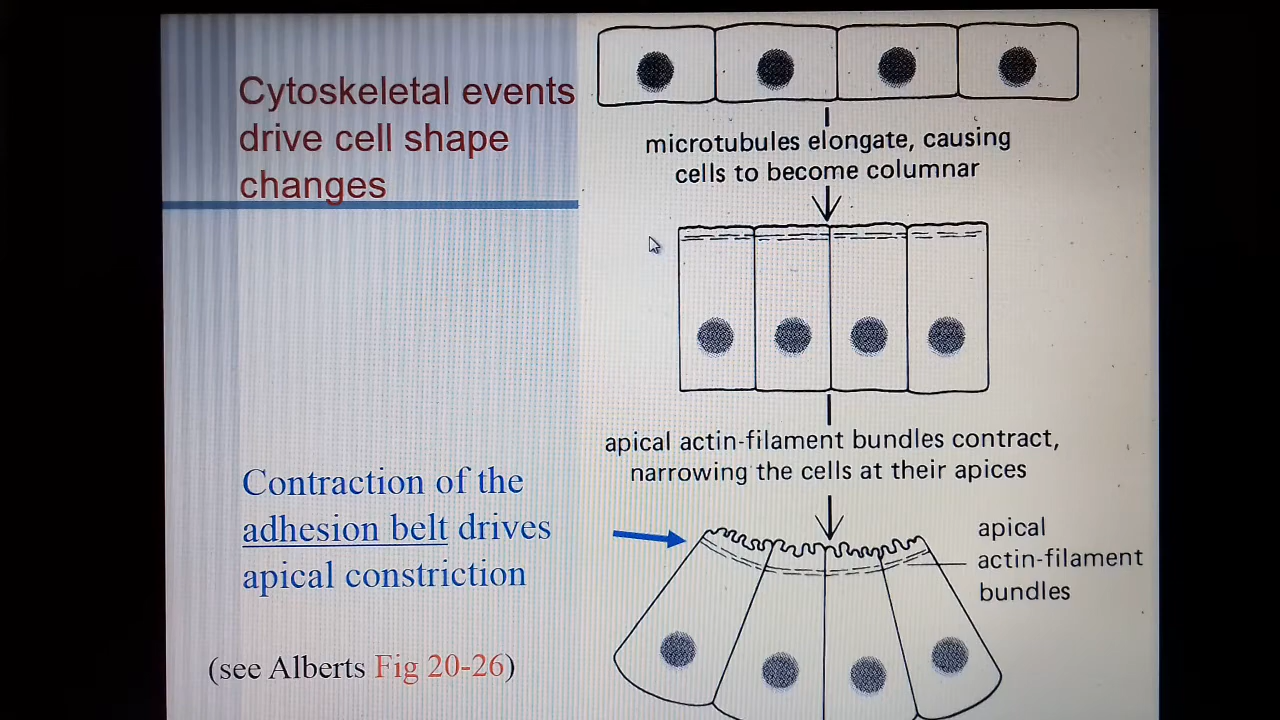 Cytoskeletal events
drive cell shape
changes
microtubules elongate, causing
cells to become columnar
apical actin-filament bundles contract,
narrowing the cells at their apices
Contraction of the
adhesion belt drives
apical constriction
apical
actin-filament
bundles
(see Alberts Fig 20-26)